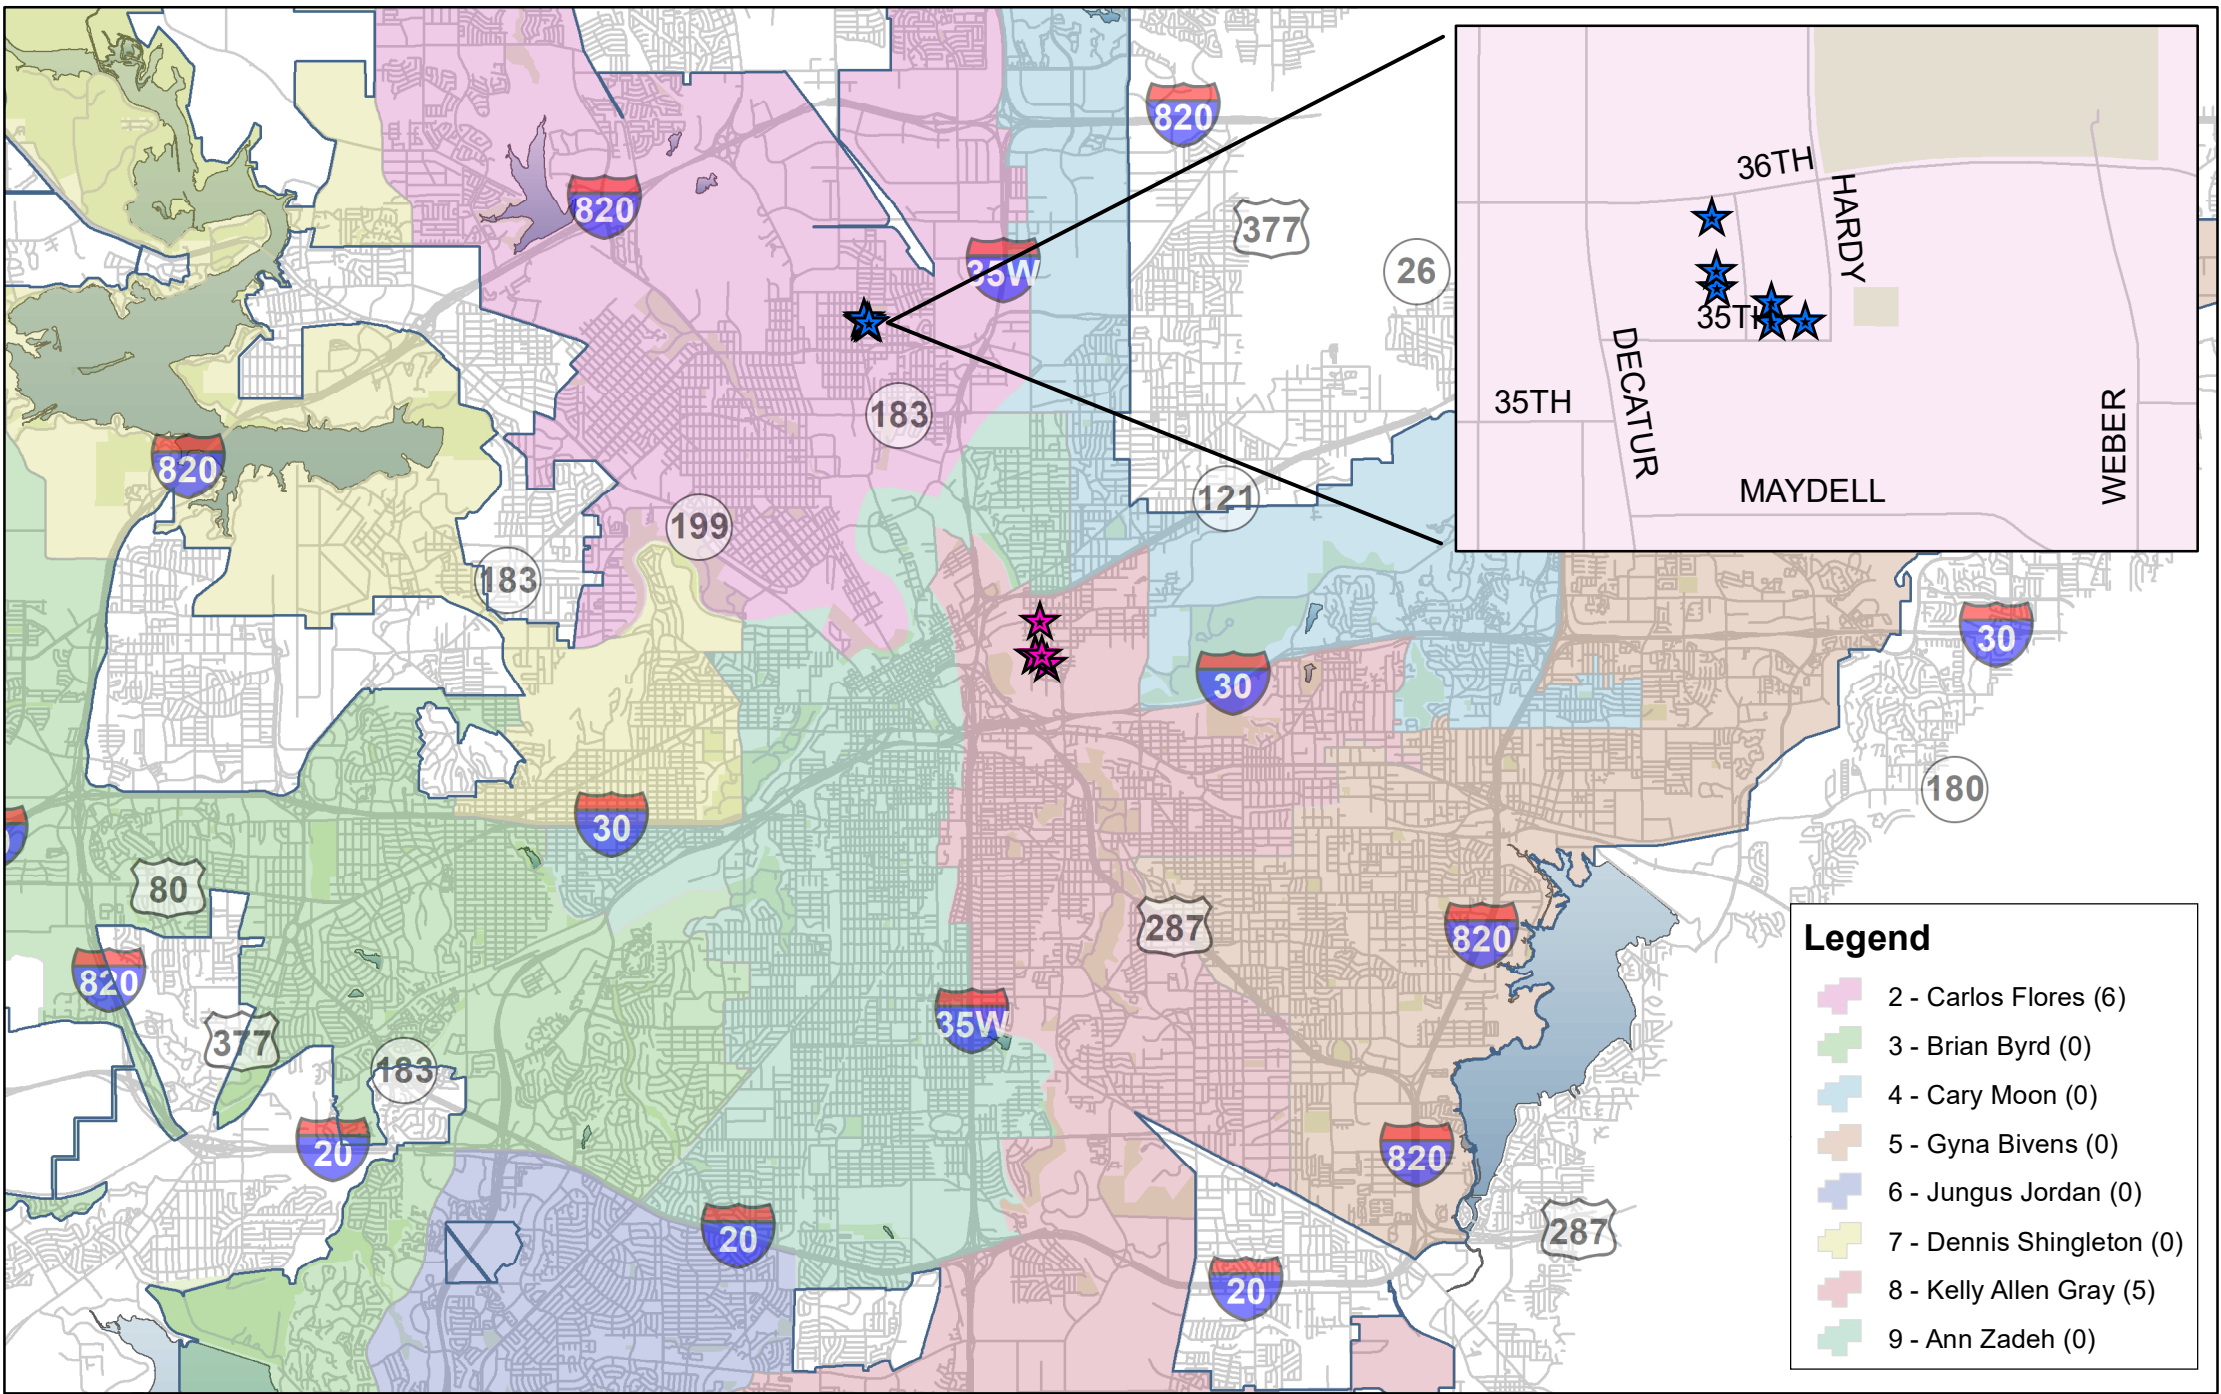 820
820
377
35W
26
183
820
199
121
183
30
30
30
180
80
287
820
820
35W
377
183
20
820
20
287
20
36TH
HARDY
35TH
DECATUR
35TH
WEBER
MAYDELL
Legend
2 - Carlos Flores (6)
3 - Brian Byrd (0)
4 - Cary Moon (0)
5 - Gyna Bivens (0)
6 - Jungus Jordan (0)
7 - Dennis Shingleton (0)
8 - Kelly Allen Gray (5)
9 - Ann Zadeh (0)